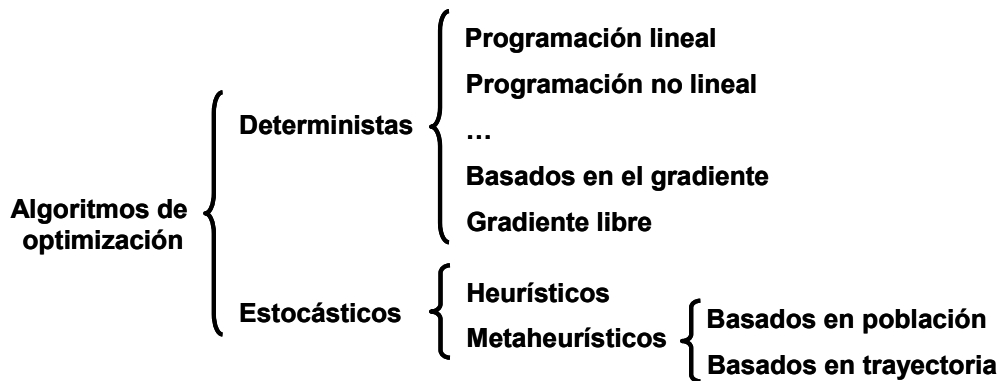 Algoritmos de
optimización
Deterministas
Programación lineal
Programación no lineal
…
Basados en el gradiente
Gradiente libre
Estocásticos
Heurísticos
Metaheurísticos
Basados en población
Basados en trayectoria